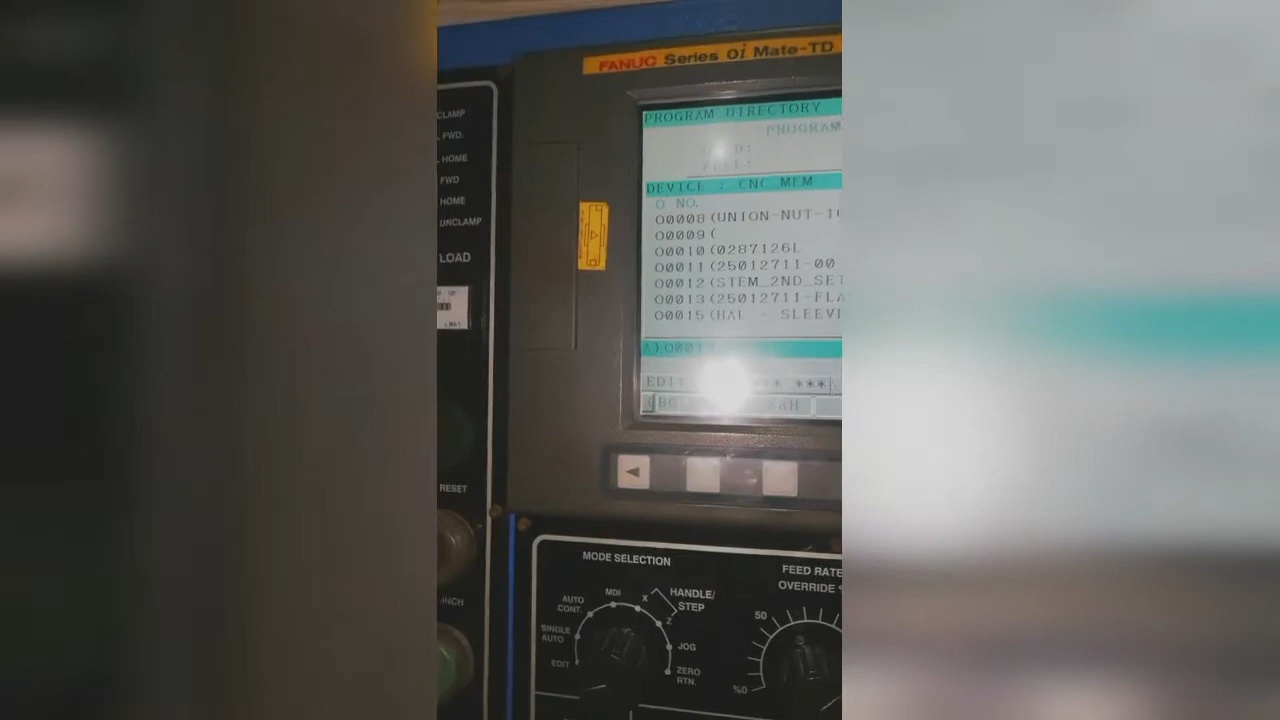 FANUC Series 0i Mate-TD
CLAMP
FWD.
HOME
FWD
HOME
UNCLAMP
LOAD
RESET
INCH
PROGRAM DIRECTORY
PROGRAM
DEVICE : CNC_MEM
O NO.
O0008(UNION-NUT-1
O0009(
O0010(0287126L
O0011(25012711-00
O0012(STEM_2ND_SET
O0013(25012711-FLA
O0015(HAL - SLEEV
EDIT
***
MODE SELECTION
MDI
X
HANDLE/
STEP
Z
AUTO
CONT.
SINGLE
AUTO
JOG
EDIT
ZERO
RTN.
FEED RATE
OVERRIDE
50
%0